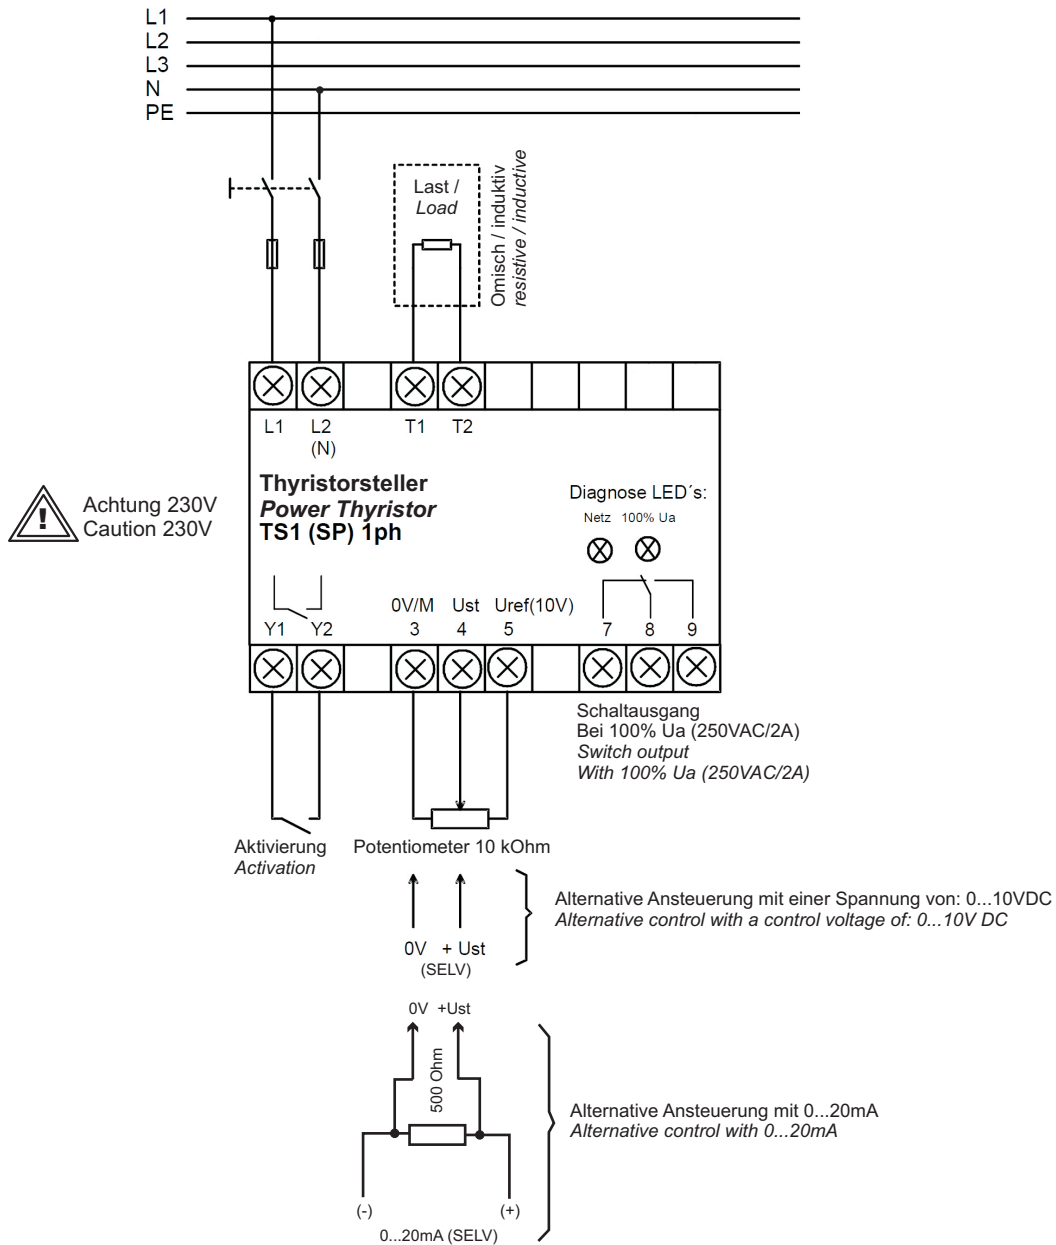 L1
L2
L3
N
PE
Last /
Load
Omisch / induktiv
resistive / inductive
L1
L2
(N)
T1
T2
Thyristorsteller
Power Thyristor
TS1 (SP) 1ph
Diagnose LED´s:
Netz 100% Ua
!
Achtung 230V
Caution 230V
0V/M Ust Uref(10V)
Y1 Y2 3 4 5 7 8 9
Schaltausgang
Bei 100% Ua (250VAC/2A)
Switch output
With 100% Ua (250VAC/2A)
Aktivierung
Activation
Potentiometer 10 kOhm
Alternative Ansteuerung mit einer Spannung von: 0...10VDC
Alternative control with a control voltage of: 0...10V DC
0V + Ust
(SELV)
0V +Ust
500 Ohm
Alternative Ansteuerung mit 0...20mA
Alternative control with 0...20mA
(-) (+)
0...20mA (SELV)